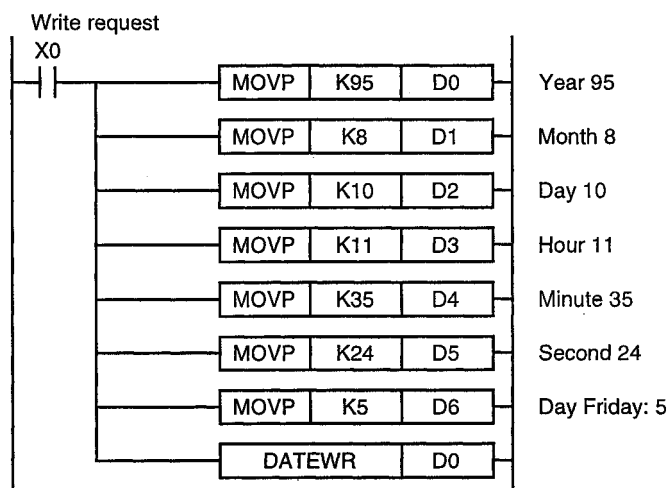 Write request
X0
MOVP K95 D0 Year 95
MOVP K8 D1 Month 8
MOVP K10 D2 Day 10
MOVP K11 D3 Hour 11
MOVP K35 D4 Minute 35
MOVP K24 D5 Second 24
MOVP K5 D6 Day Friday: 5
DATEWR D0